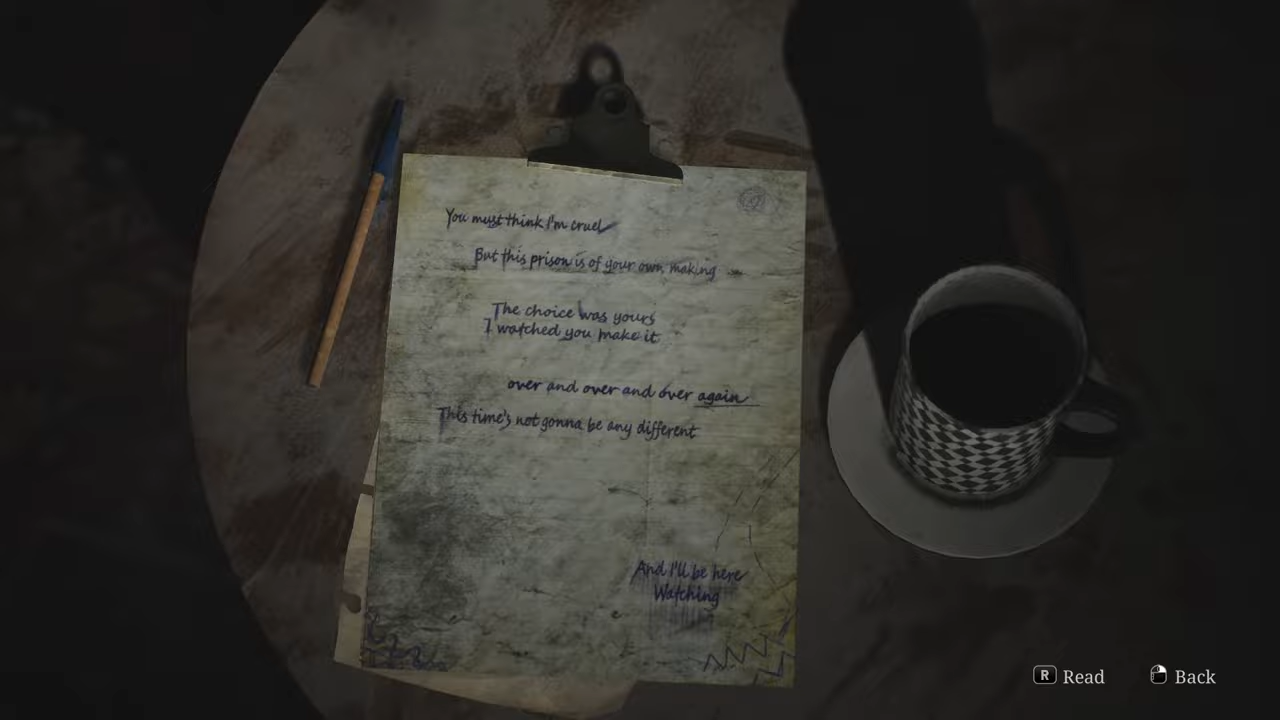 You must think I'm cruel
But this prison is of your own making ...
The choice was yours
I watched you make it
over and over and over again
This time's not gonna be any different
And I'll be here
Watching
R Read
Back